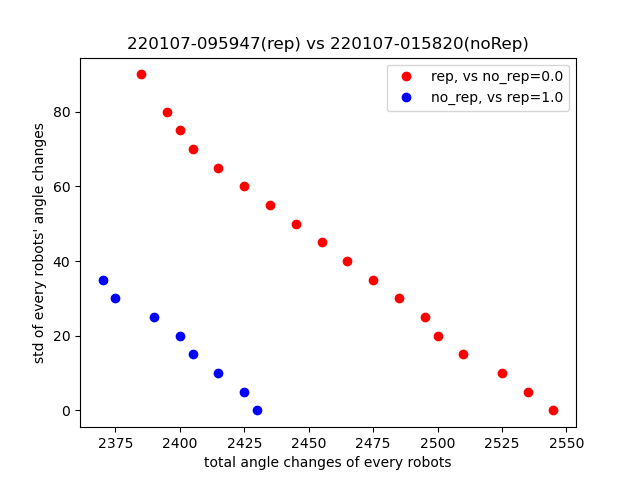 220107-095947(rep) vs 220107-015820(noRep)
rep, vs no_rep=0.0
no_rep, vs rep=1.0
std of every robots' angle changes
80
60
40
20
0
2375 2400 2425 2450 2475 2500 2525 2550
total angle changes of every robots